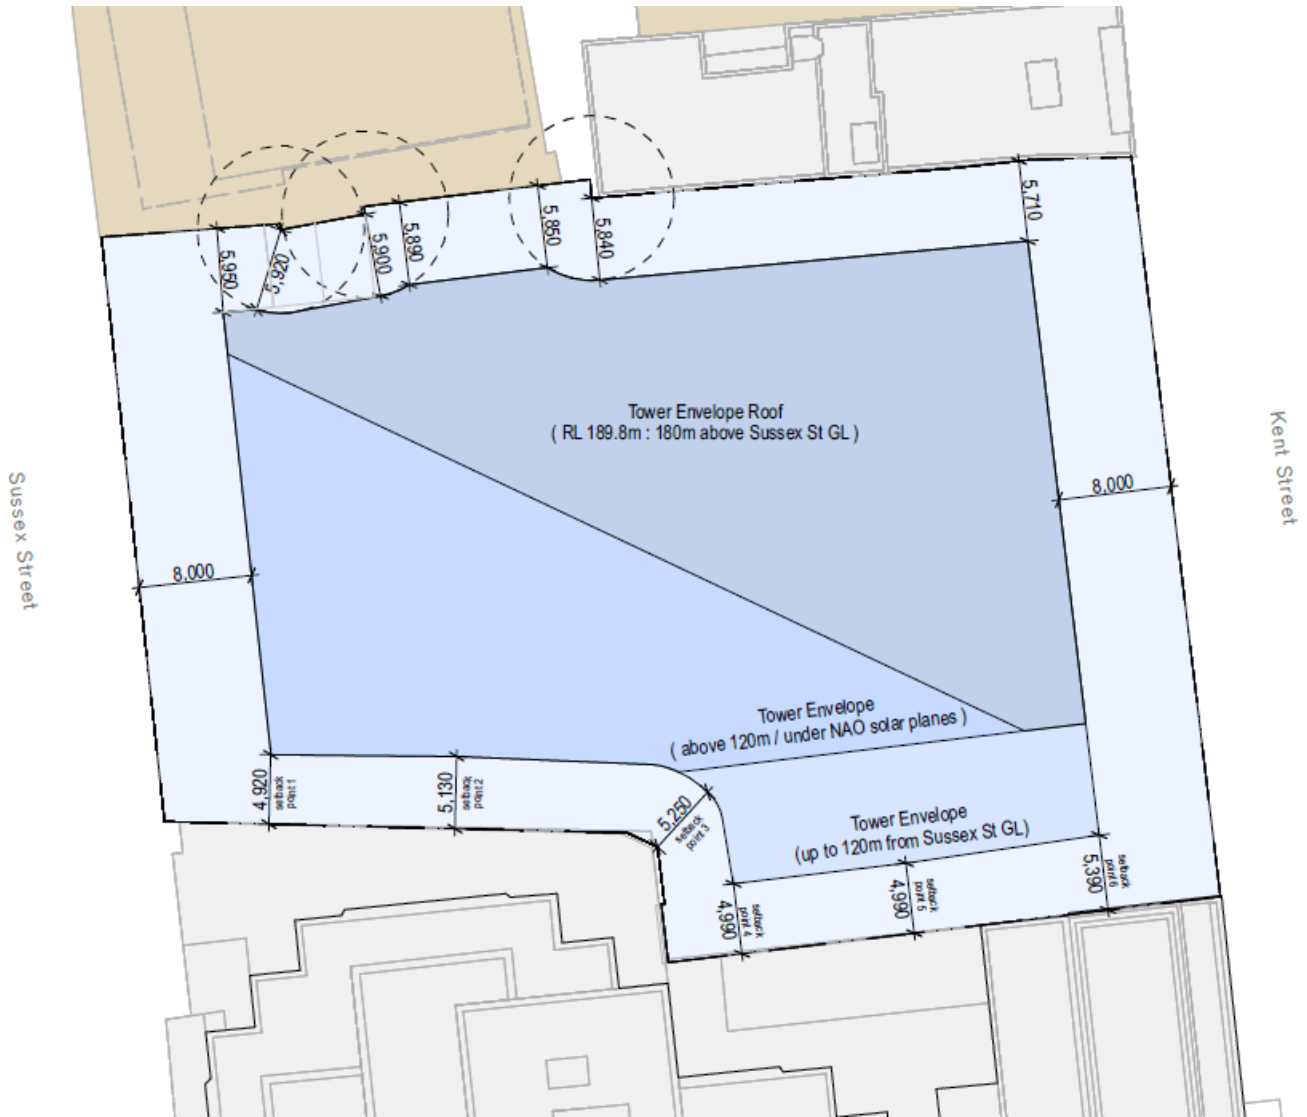 5,710
5,850
5,840
5,890
5,900
5,950
5,920
Tower Envelope Roof
( RL 189.8m : 180m above Sussex St GL )
Kent Street
Sussex Street
8,000
8,000
Tower Envelope
( above 120m / under NAO solar planes )
4,920
setback
point 1
5,130
setback
point 2
5,250
setback
point 3
Tower Envelope
(up to 120m from Sussex St GL)
4,990
setback
point 4
4,990
setback
point 5
5,390
setback
point 6